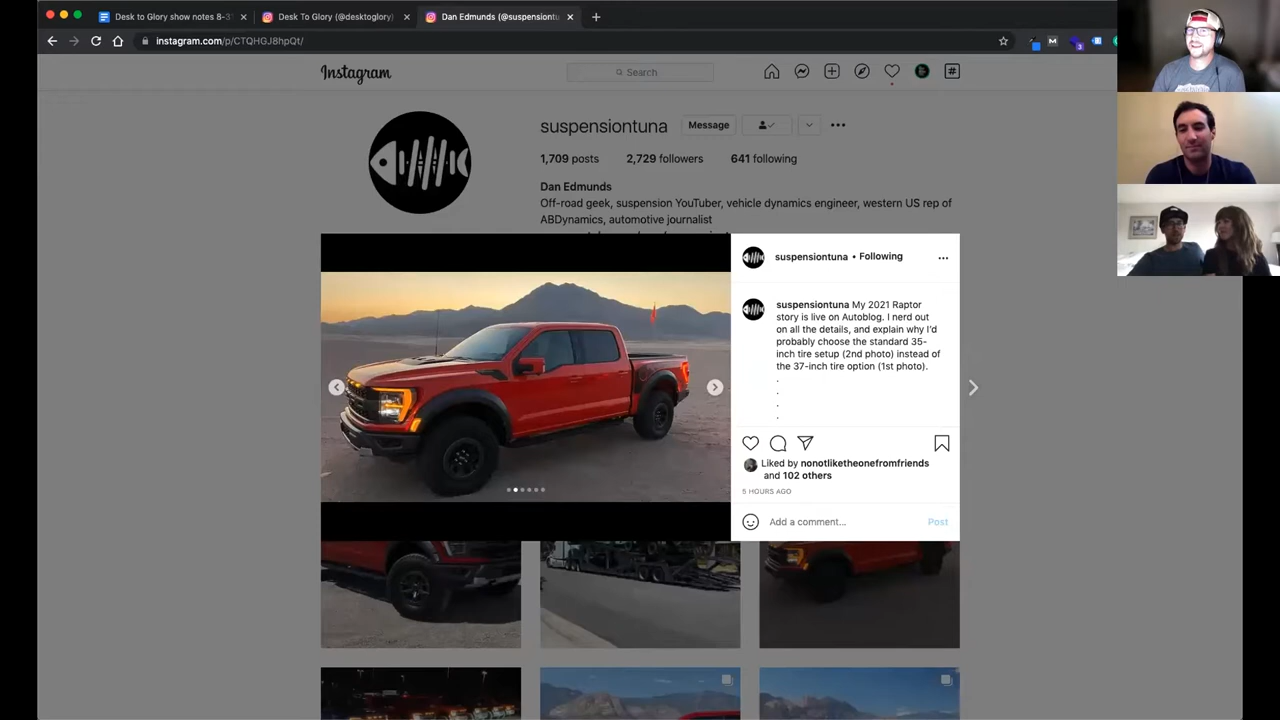 Desk to Glory show notes 8-3
Desk To Glory (@desktoglory)
Dan Edmunds (@suspensiontu
instagram.com/p/CTQHGJ8hpQt/
M
3
Instagram
Search
suspensiontuna
Message
1,709 posts 2,729 followers 641 following
Dan Edmunds
Off-road geek, suspension YouTuber, vehicle dynamics engineer, western US rep of
ABDynamics, automotive journalist
suspensiontuna • Following
suspensiontuna My 2021 Raptor
story is live on Autoblog. I nerd out
on all the details, and explain why I'd
probably choose the standard 35-
inch tire setup (2nd photo) instead of
the 37-inch tire option (1st photo).
.
.
.
.
Liked by nonotliketheonefromfriends
and 102 others
5 HOURS AGO
Add a comment...
Post